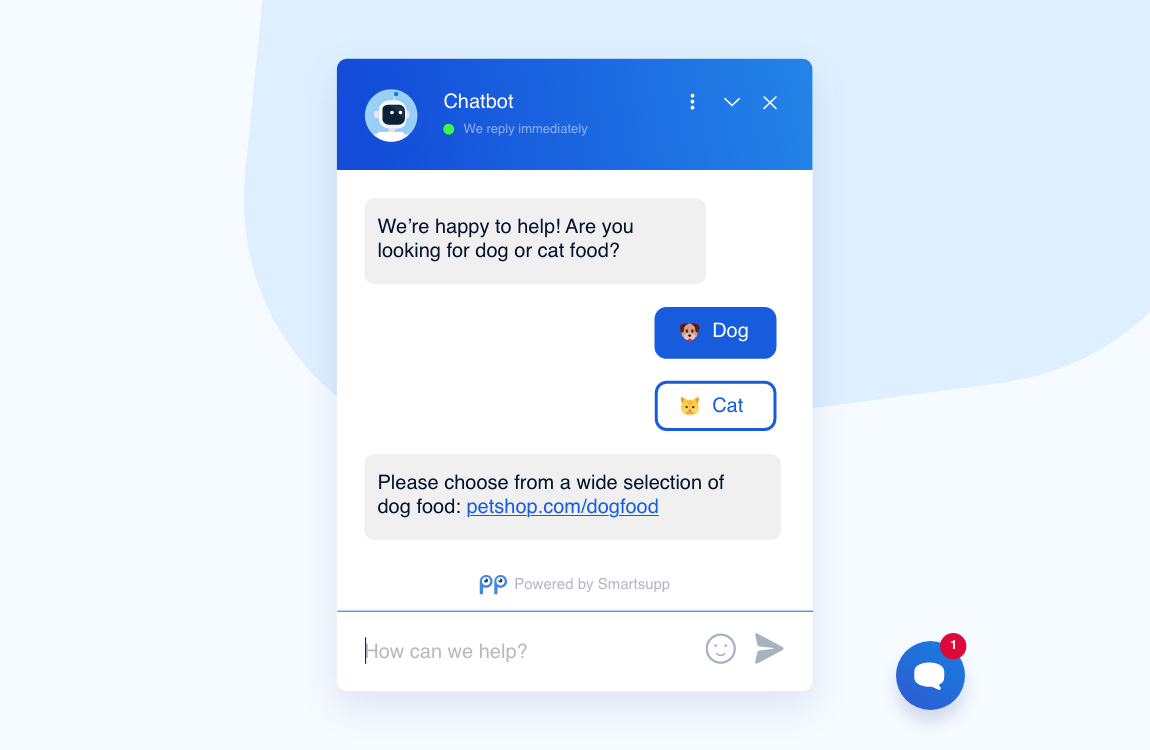 Chatbot
We reply immediately
We’re happy to help! Are you
looking for dog or cat food?
Dog
Cat
Please choose from a wide selection of
dog food: petshop.com/dogfood
Powered by Smartsupp
How can we help?
1